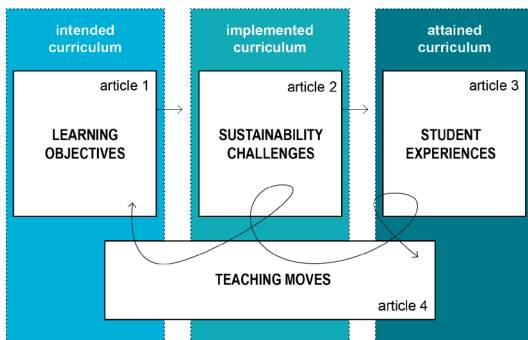 intended
curriculum
implemented
curriculum
attained
curriculum
article 1
LEARNING
OBJECTIVES
article 2
SUSTAINABILITY
CHALLENGES
article 3
STUDENT
EXPERIENCES
TEACHING MOVES
article 4